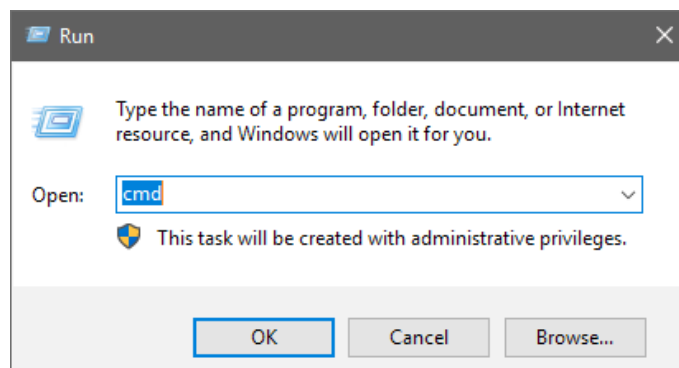 Run
Type the name of a program, folder, document, or Internet
resource, and Windows will open it for you.
Open: cmd
This task will be created with administrative privileges.
OK Cancel Browse...